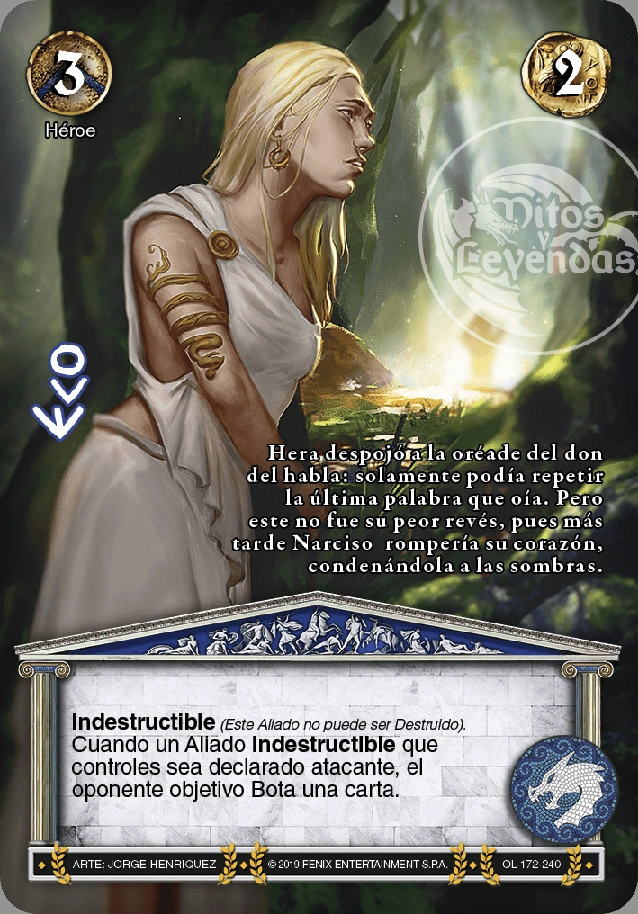 3
2
Héroe
Mitos
y
Leyendas
ECO
Hera despojó a la oréade del don
del habla: solamente podía repetir
la última palabra que oía. Pero
este no fue su peor revés, pues más
tarde Narciso rompería su corazón,
condenándola a las sombras.
Indestructible (Este Aliado no puede ser Destruido).
Cuando un Aliado Indestructible que
controles sea declarado atacante, el
oponente objetivo Bota una carta.
ARTE: JORGE HENRIQUEZ
© 2019 FENIX ENTERTAINMENT S.P.A.
OL 172-240